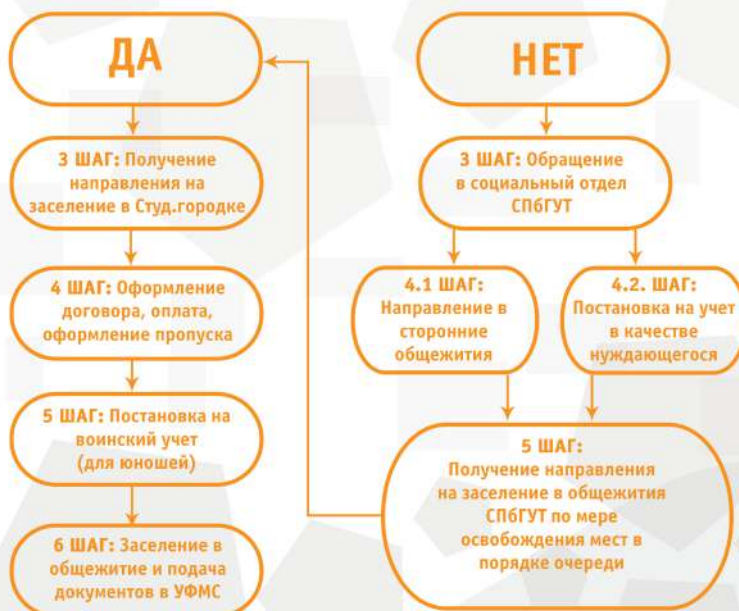 ДА
3 ШАГ: Получение
направления на
заселение в Студ.городке
4 ШАГ: Оформление
договора, оплата,
оформление пропуска
5 ШАГ: Постановка на
воинский учет
(для юношей)
6 ШАГ: Заселение в
общежитие и подача
документов в УФМС
НЕТ
3 ШАГ: Обращение
в социальный отдел
СПбГУТ
4.1 ШАГ:
Направление в
сторонние
общежития
4.2. ШАГ:
Постановка на учет
в качестве
нуждающегося
5 ШАГ:
Получение направления
на заселение в общежития
СПбГУТ по мере
освобождения мест в
порядке очереди